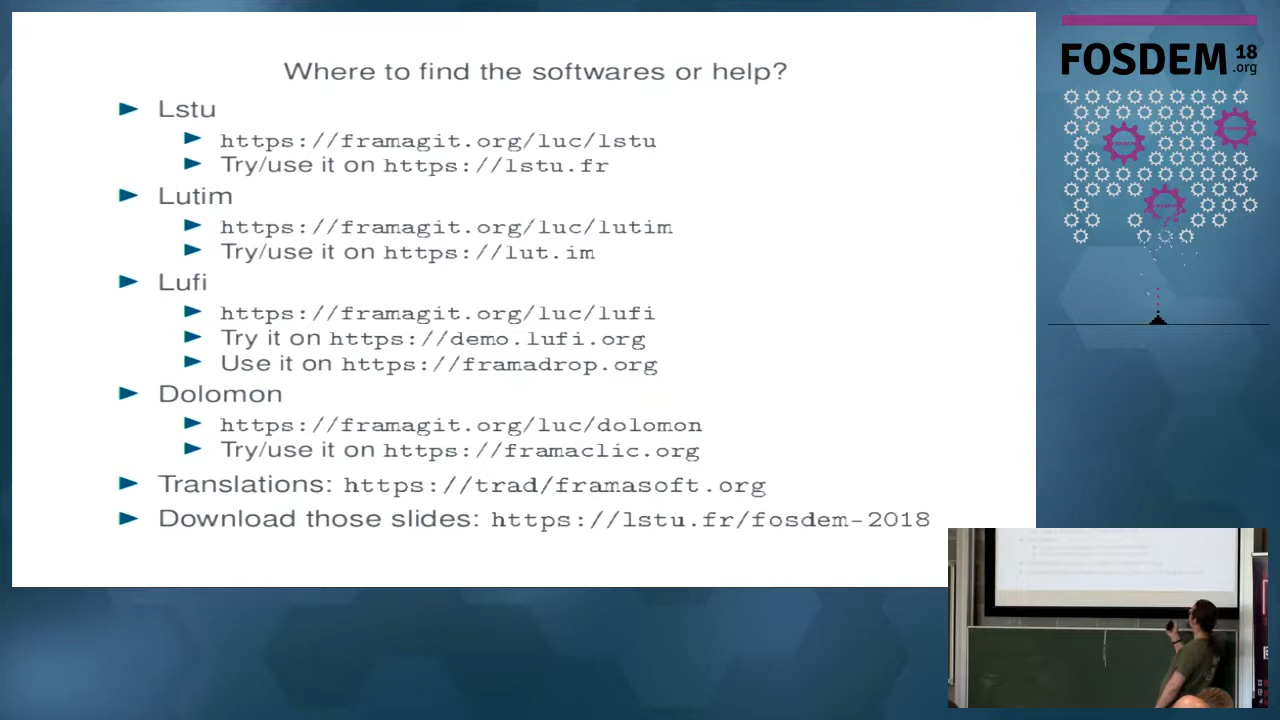 Where to find the softwares or help?
Lstu
https://framagit.org/luc/lstu
Try/use it on https://lstu.fr
Lutim
https://framagit.org/luc/lutim
Try/use it on https://lut.im
Lufi
https://framagit.org/luc/lufi
Try it on https://demo.lufi.org
Use it on https://framadrop.org
Dolomon
https://framagit.org/luc/dolomon
Try/use it on https://framaclic.org
Translations: https://trad/framasoft.org
Download those slides: https://lstu.fr/fosdem-2018
FOSDEM 18
.org